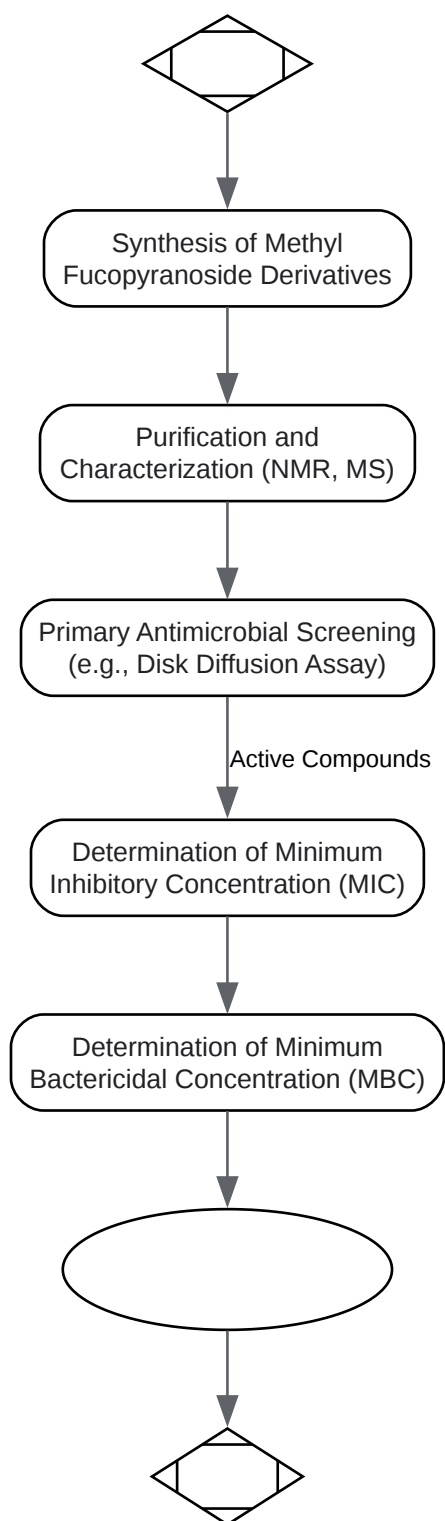 Synthesis of Methyl
Fucopyranoside Derivatives
Purification and
Characterization (NMR, MS)
Primary Antimicrobial Screening
(e.g., Disk Diffusion Assay)
Active Compounds
Determination of Minimum
Inhibitory Concentration (MIC)
Determination of Minimum
Bactericidal Concentration (MBC)